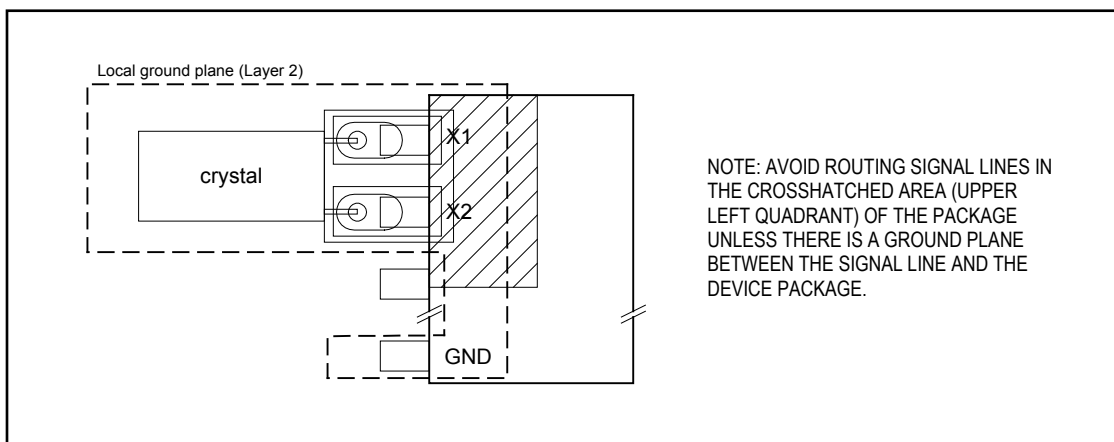 Local ground plane (Layer 2)
crystal
X1
X2
GND
NOTE: AVOID ROUTING SIGNAL LINES IN
THE CROSSHATCHED AREA (UPPER
LEFT QUADRANT) OF THE PACKAGE
UNLESS THERE IS A GROUND PLANE
BETWEEN THE SIGNAL LINE AND THE
DEVICE PACKAGE.